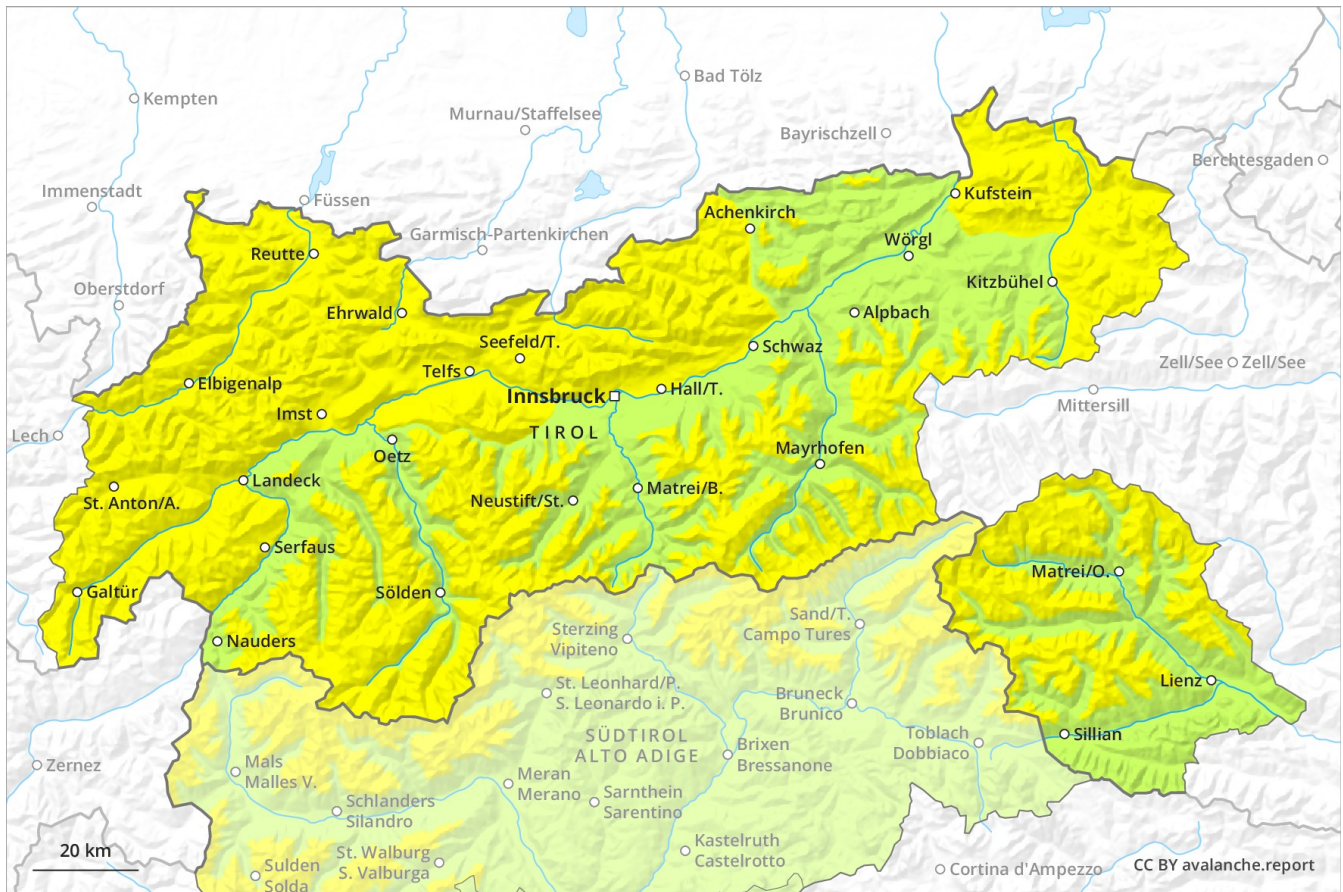 Kempten
Bad Tölz
Murnau/Staffelsee
Bayrischzell
Berchtesgaden
Immenstadt
Füssen
Kufstein
Achenkirch
Garmisch-Partenkirchen
Reutte
Wörgl
Oberstdorf
Kitzbühel
Ehrwald
Alpbach
Seefeld/T.
Schwaz
Zell/See
Zell/See
Telfs
Elbigenalp
Hall/T.
Innsbruck
Mittersill
Imst
Lech
TIROL
Oetz
Mayrhofen
Landeck
St. Anton/A.
Neustift/St.
Matrei/B.
Serfaus
Matrei/O.
Galtür
Sölden
Sand/T.
Campo Tures
Sterzing
Vipiteno
Nauders
Lienz
St. Leonhard/P.
S. Leonardo i. P.
Bruneck
Brunico
SÜDTIROL
ALTO ADIGE
Toblach
Dobbiaco
Sillian
Brixen
Bressanone
Mals
Malles V.
Zernez
Meran
Merano
Schlanders
Silandro
Sarnthein
Sarentino
Kastelruth
Castelrotto
20 km
St. Walburg
S. Valburga
Sulden
Solda
Cortina d'Ampezzo
CC BY avalanche.report